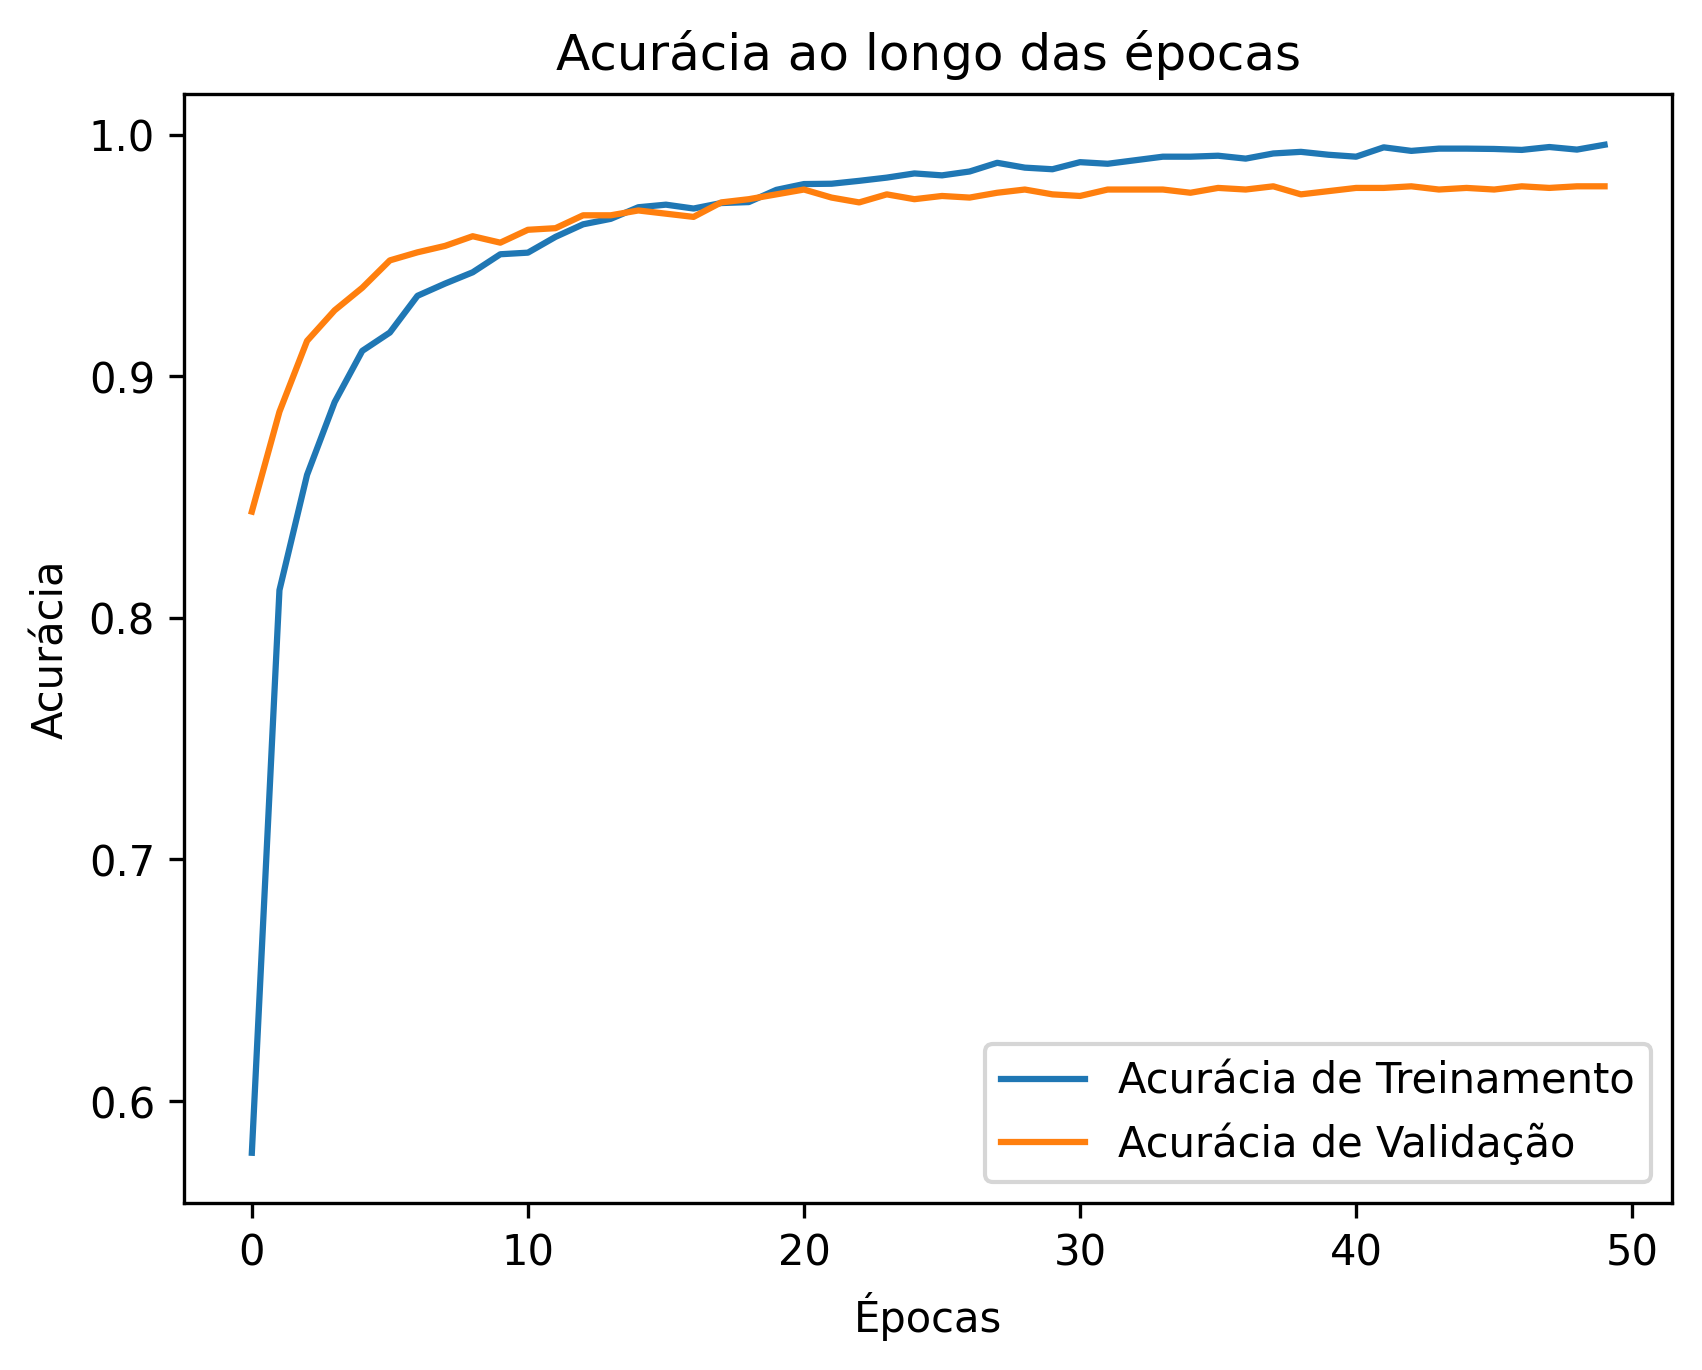 Acurácia ao longo das épocas
1.0
0.9
0.8
0.7
0.6
Acurácia
Acurácia de Treinamento
Acurácia de Validação
0 10 20 30 40 50
Épocas